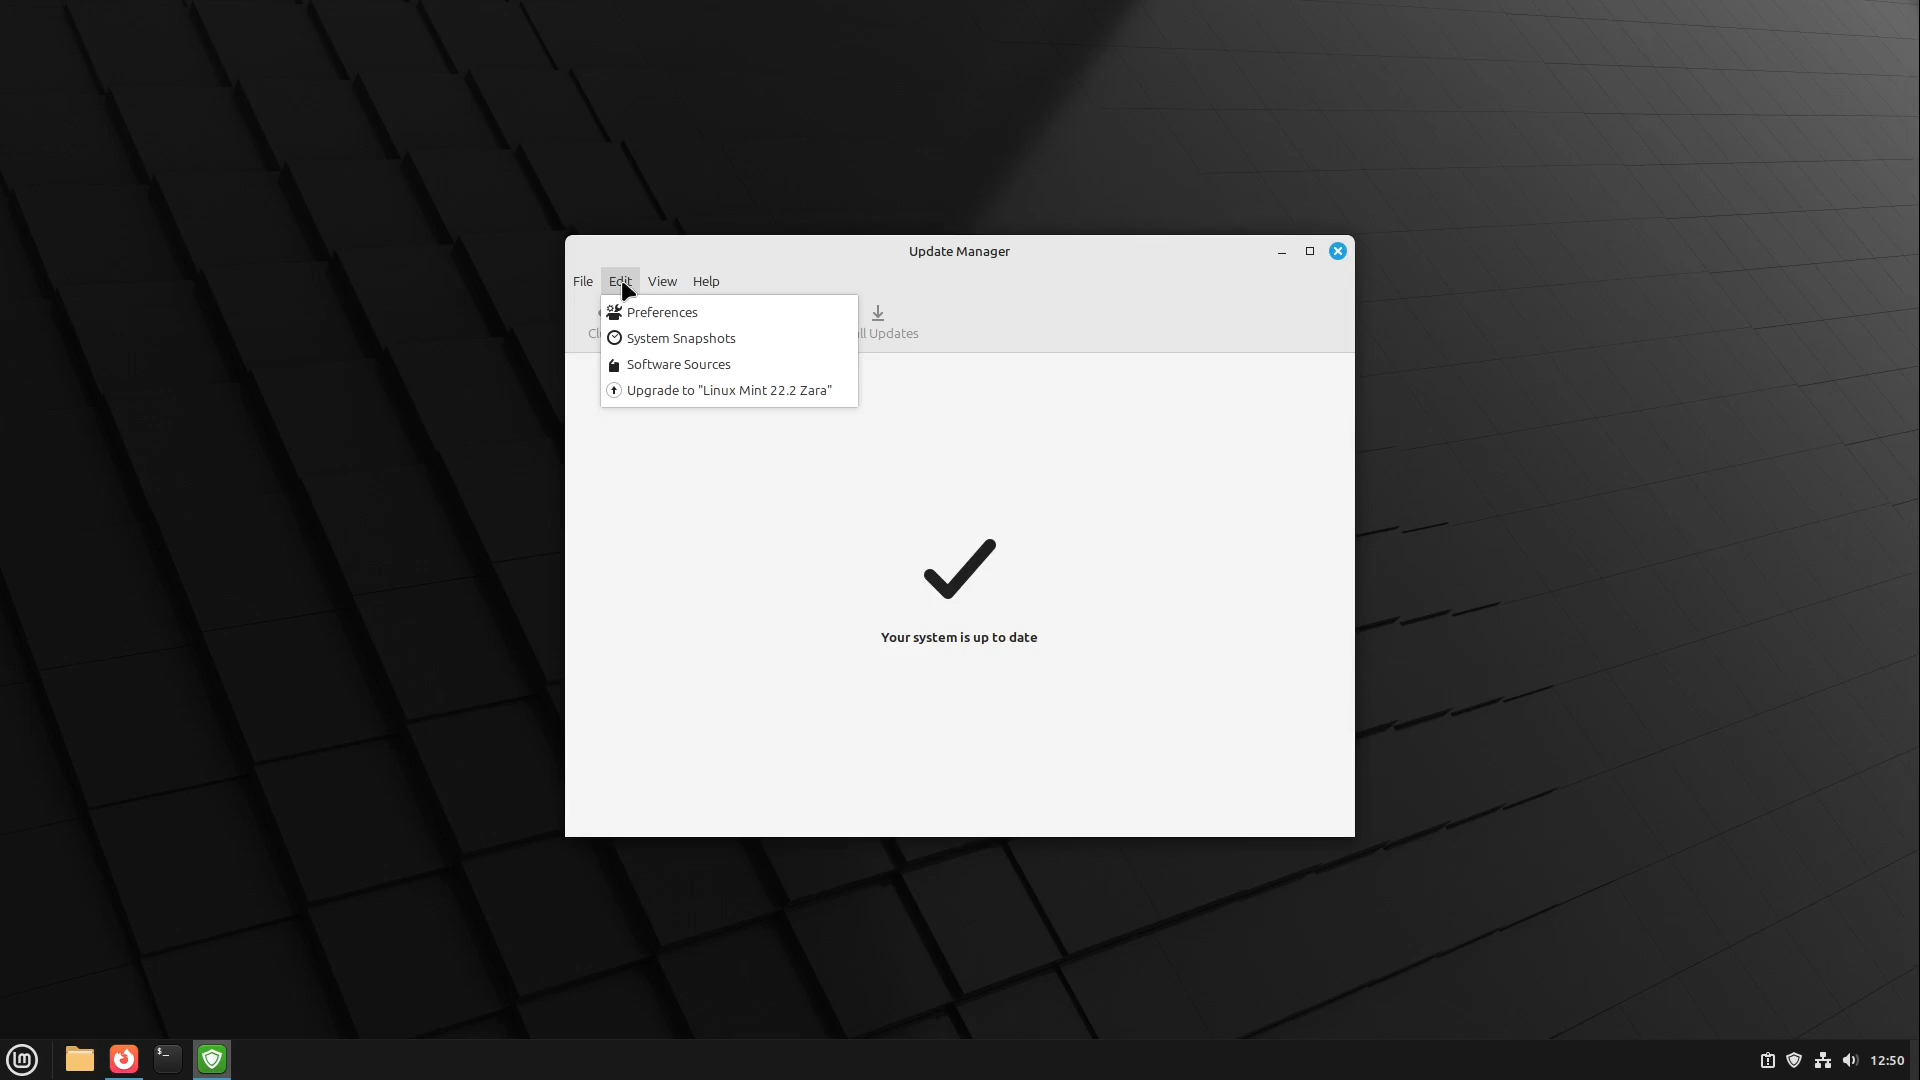 Update Manager
File Edit View Help
Preferences
System Snapshots
Software Sources
Upgrade to "Linux Mint 22.2 Zara"
Cl
ll Updates
Your system is up to date
$_
12:50